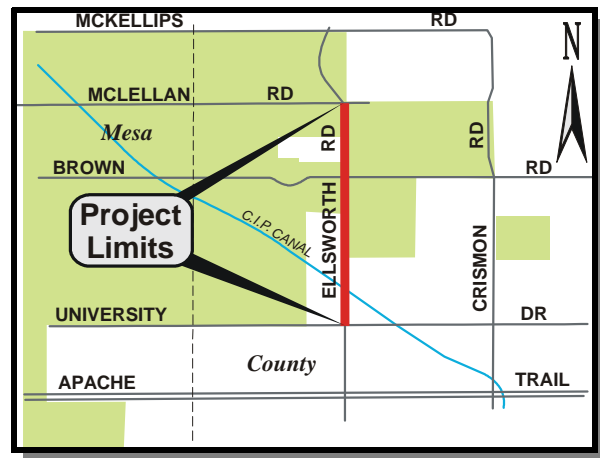 MCKELLIPS RD
N
MCLELLAN RD
Mesa
RD
RD
BROWN RD
Project
Limits
C.I.P. CANAL
ELLSWORTH
CRISMON
UNIVERSITY DR
County
APACHE TRAIL